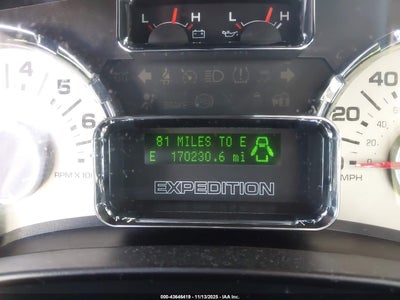 L H L H
4 5 6
RPM X 10
40 20 0
MPH
81 MILES TO E
E 170230.6 mi
EXPEDITION
000-43646419 - 11/13/2025 - IAA Inc.